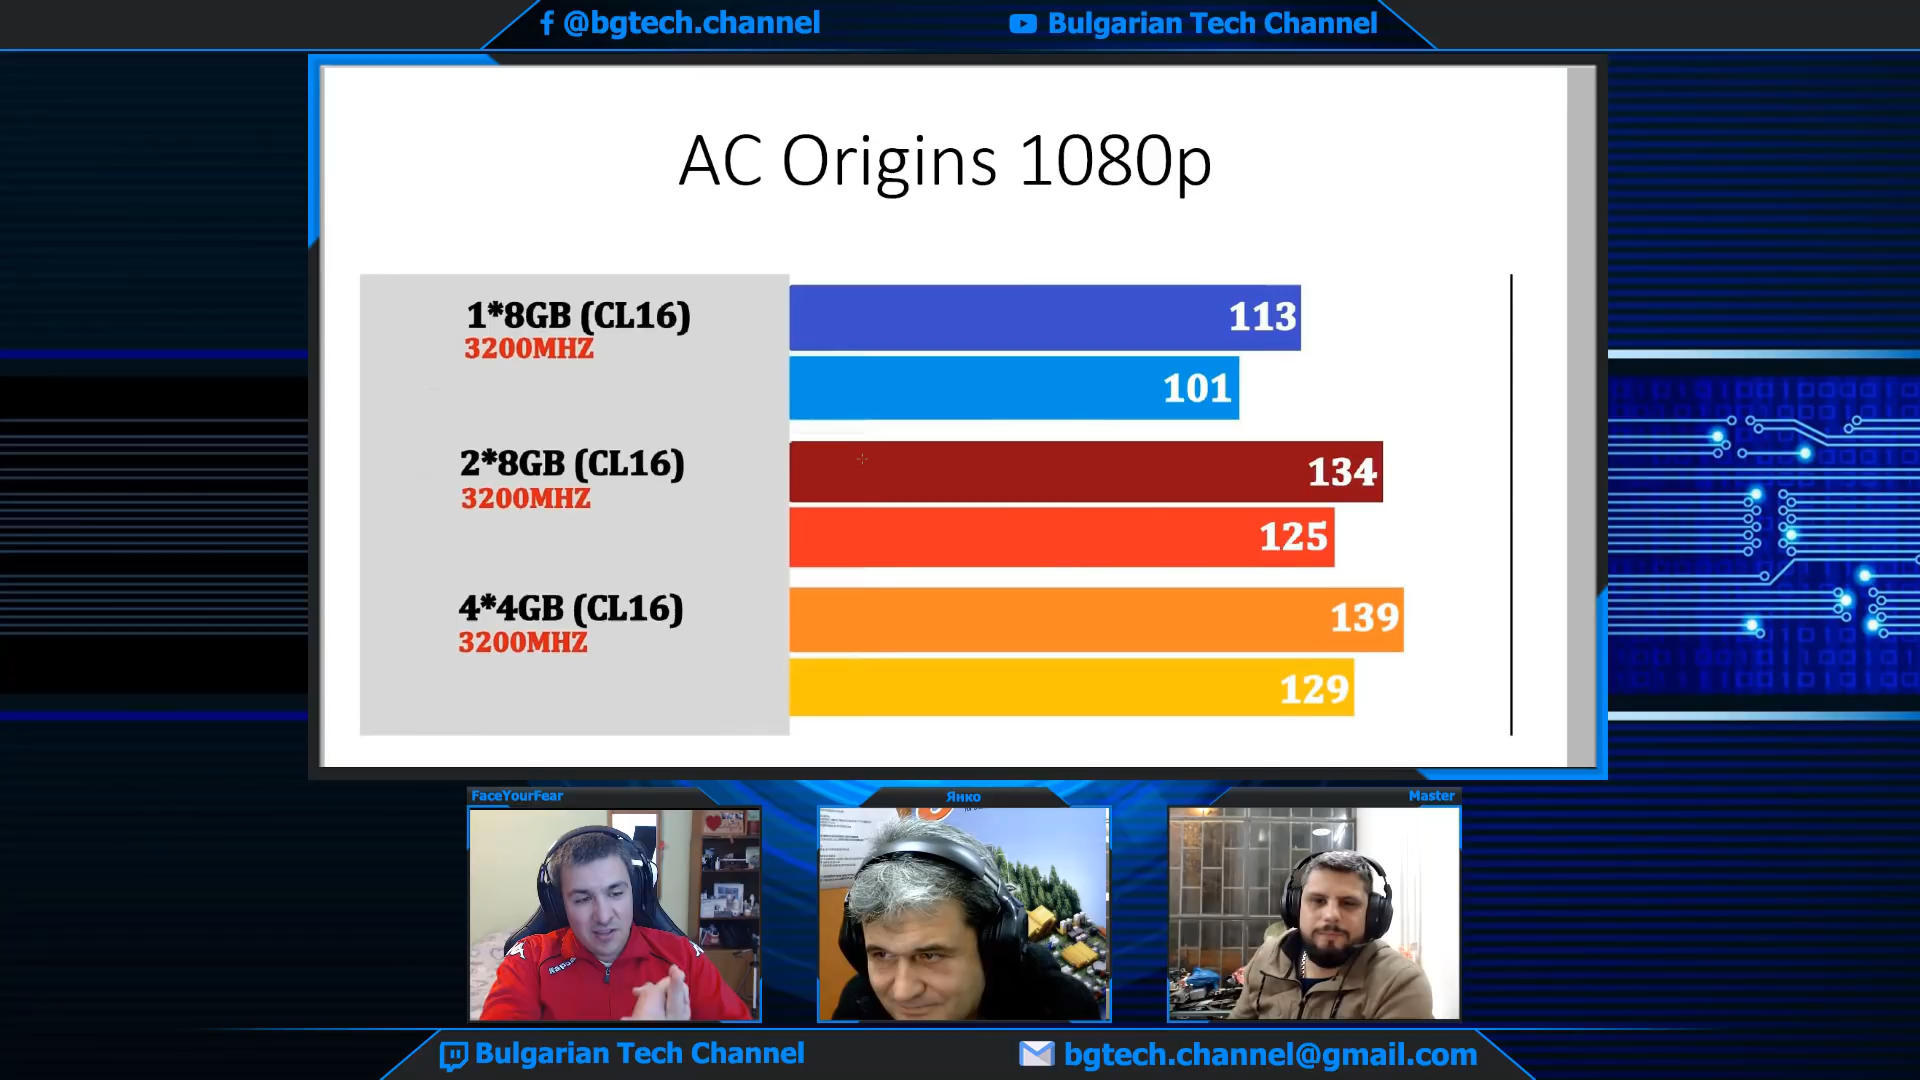 @bgtech.channel
Bulgarian Tech Channel
AC Origins 1080p
1*8GB (CL16)
3200MHZ
113
101
2*8GB (CL16)
3200MHZ
134
125
4*4GB (CL16)
3200MHZ
139
129
FaceYourFear
Янко
Master
Kappa
Bulgarian Tech Channel
bgtech.channel@gmail.com